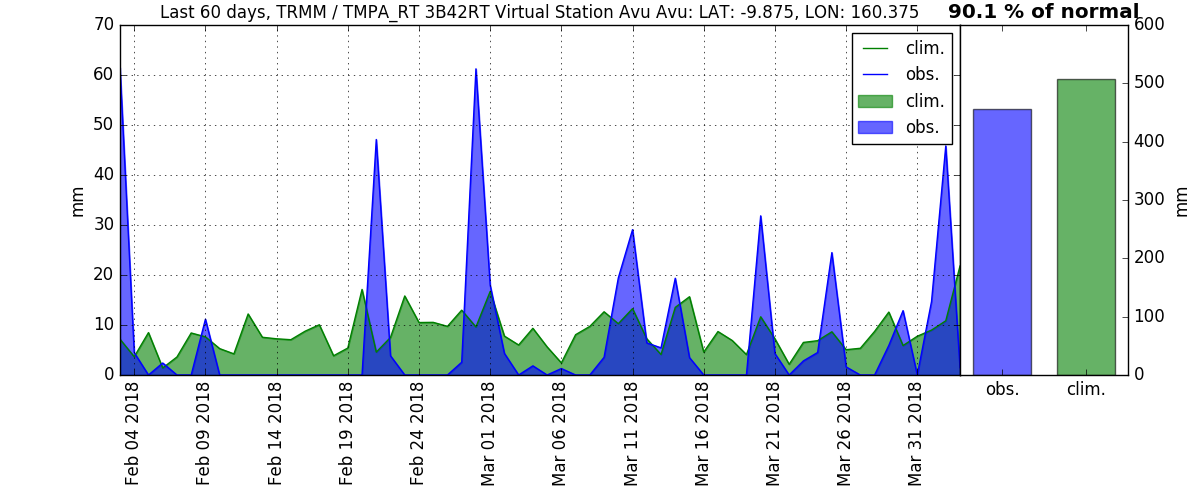 Last 60 days, TRMM / TMPA_RT 3B42RT Virtual Station Avu Avu: LAT: -9.875, LON: 160.375
90.1 % of normal
70
60
50
40
30
20
10
0
mm
clim.
obs.
clim.
obs.
600
500
400
300
200
100
0
mm
obs.
clim.
Feb 04 2018
Feb 09 2018
Feb 14 2018
Feb 19 2018
Feb 24 2018
Mar 01 2018
Mar 06 2018
Mar 11 2018
Mar 16 2018
Mar 21 2018
Mar 26 2018
Mar 31 2018